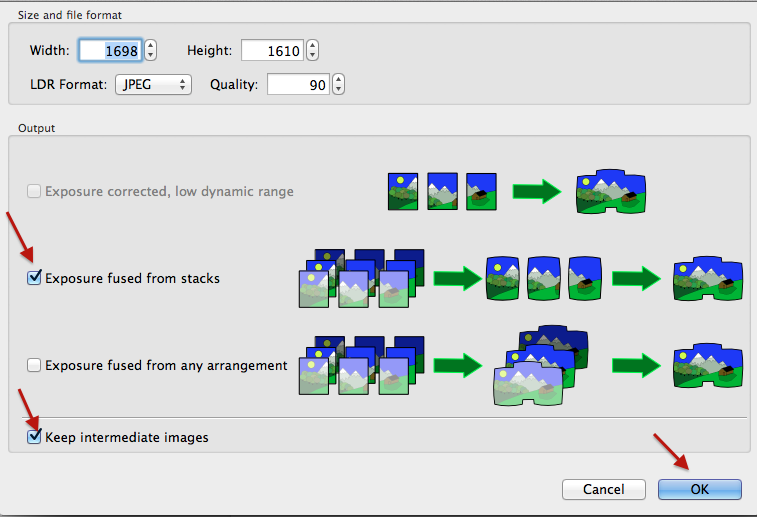 Size and file format
Width: 1698 Height: 1610
LDR Format: JPEG Quality: 90
Output
Exposure corrected, low dynamic range
Exposure fused from stacks
Exposure fused from any arrangement
Keep intermediate images
Cancel OK